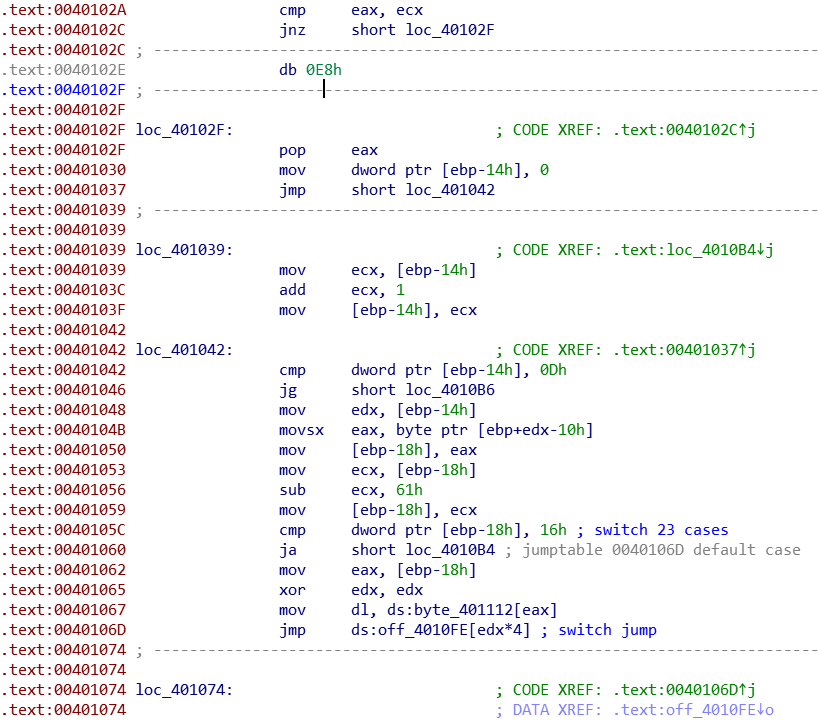 .text:0040102A cmp eax, ecx
.text:0040102C jnz short loc_40102F
.text:0040102C ; ---------------------------------------------------------------------------
.text:0040102E db 0E8h
.text:0040102F ; ---------------------------------------------------------------------------
.text:0040102F
.text:0040102F loc_40102F: ; CODE XREF: .text:0040102C↑j
.text:0040102F pop eax
.text:00401030 mov dword ptr [ebp-14h], 0
.text:00401037 jmp short loc_401042
.text:00401039 ; ---------------------------------------------------------------------------
.text:00401039
.text:00401039 loc_401039: ; CODE XREF: .text:loc_4010B4↓j
.text:00401039 mov ecx, [ebp-14h]
.text:0040103C add ecx, 1
.text:0040103F mov [ebp-14h], ecx
.text:00401042
.text:00401042 loc_401042: ; CODE XREF: .text:00401037↑j
.text:00401042 cmp dword ptr [ebp-14h], 0Dh
.text:00401046 jg short loc_4010B6
.text:00401048 mov edx, [ebp-14h]
.text:0040104B movsx eax, byte ptr [ebp+edx-10h]
.text:00401050 mov [ebp-18h], eax
.text:00401053 mov ecx, [ebp-18h]
.text:00401056 sub ecx, 61h
.text:00401059 mov [ebp-18h], ecx
.text:0040105C cmp dword ptr [ebp-18h], 16h ; switch 23 cases
.text:00401060 ja short loc_4010B4 ; jumptable 0040106D default case
.text:00401062 mov eax, [ebp-18h]
.text:00401065 xor edx, edx
.text:00401067 mov dl, ds:byte_401112[eax]
.text:0040106D jmp ds:off_4010FE[edx*4] ; switch jump
.text:00401074 ; ---------------------------------------------------------------------------
.text:00401074
.text:00401074 loc_401074: ; CODE XREF: .text:0040106D↑j
.text:00401074 ; DATA XREF: .text:off_4010FE↓o